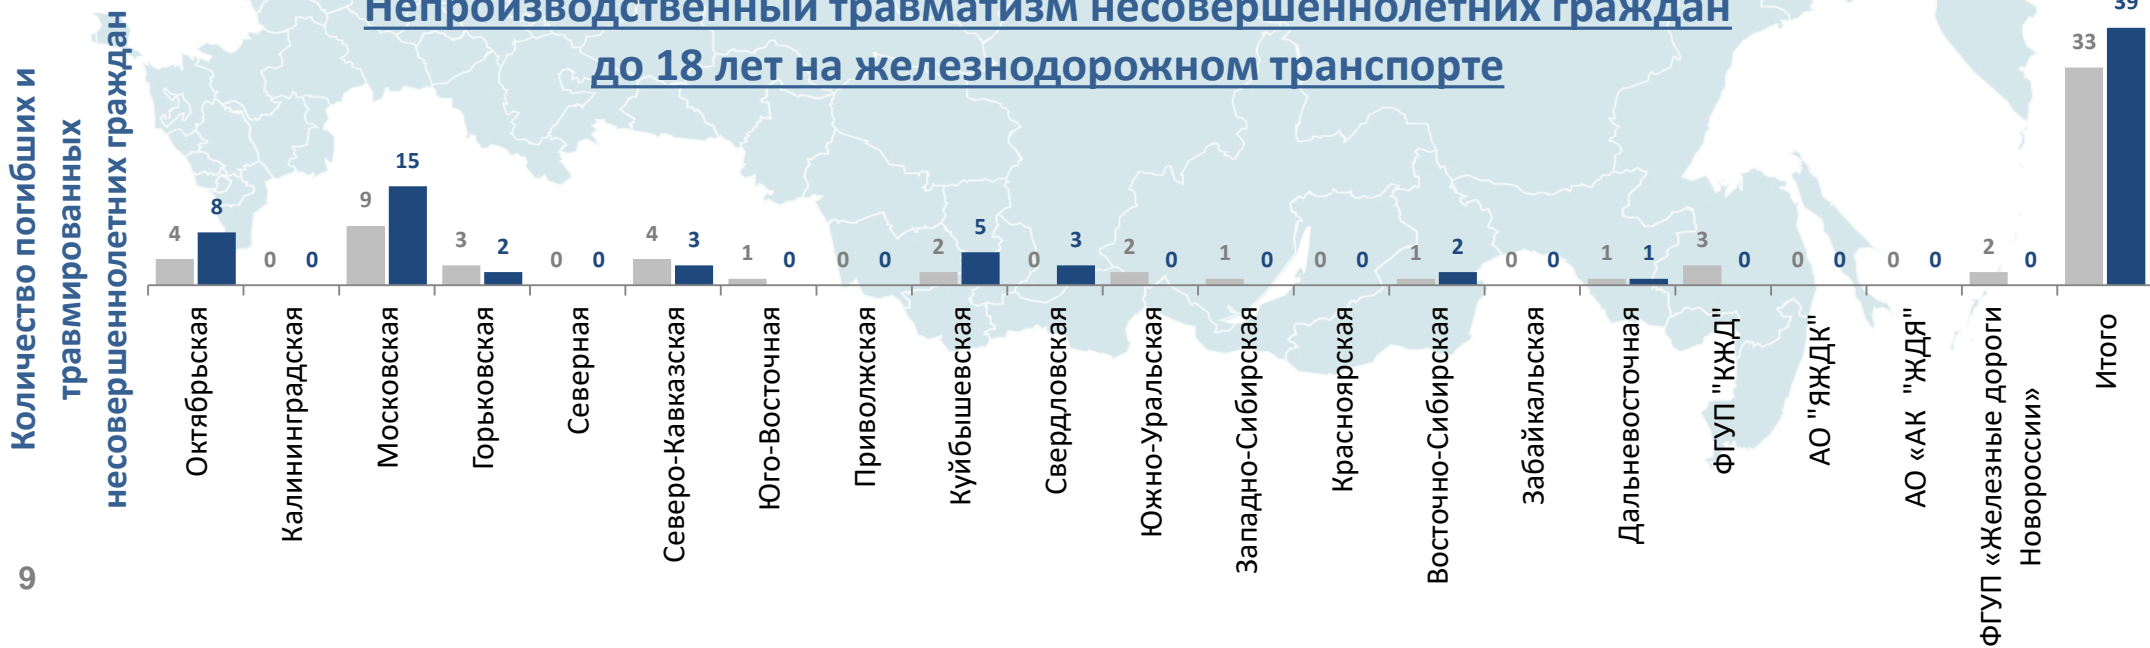 Непроизводственный травматизм несовершеннолетних граждан
до 18 лет на железнодорожном транспорте
Количество погибших и
травмированных
несовершеннолетних граждан
4 8
0 0
9 15
3 2
0 0
4 3
1 0
0 0
2 5
0 3
2 0
1 0
0 0
1 2
0 0
1 1
3 0
0 0
0 0
2 0
33 39
Октябрьская
Калининградская
Московская
Горьковская
Северная
Северо-Кавказская
Юго-Восточная
Приволжская
Куйбышевская
Свердловская
Южно-Уральская
Западно-Сибирская
Красноярская
Восточно-Сибирская
Забайкальская
Дальневосточная
ФГУП "КЖД"
АО "ЯЖДК"
АО «АК "ЖДЯ"
ФГУП «Железные дороги
Новороссии»
Итого
9